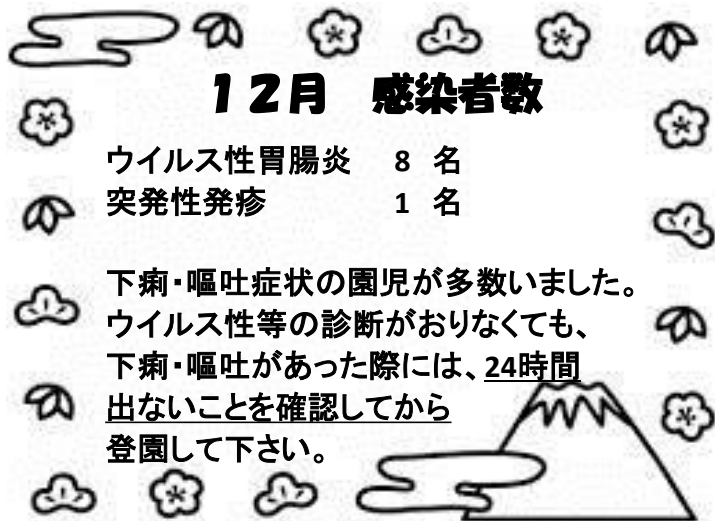 １２月　感染者数
ウイルス性胃腸炎　8 名
突発性発疹　1 名
下痢・嘔吐症状の園児が多数いました。
ウイルス性等の診断がおりなくても、
下痢・嘔吐があった際には、24時間
出ないことを確認してから
登園して下さい。